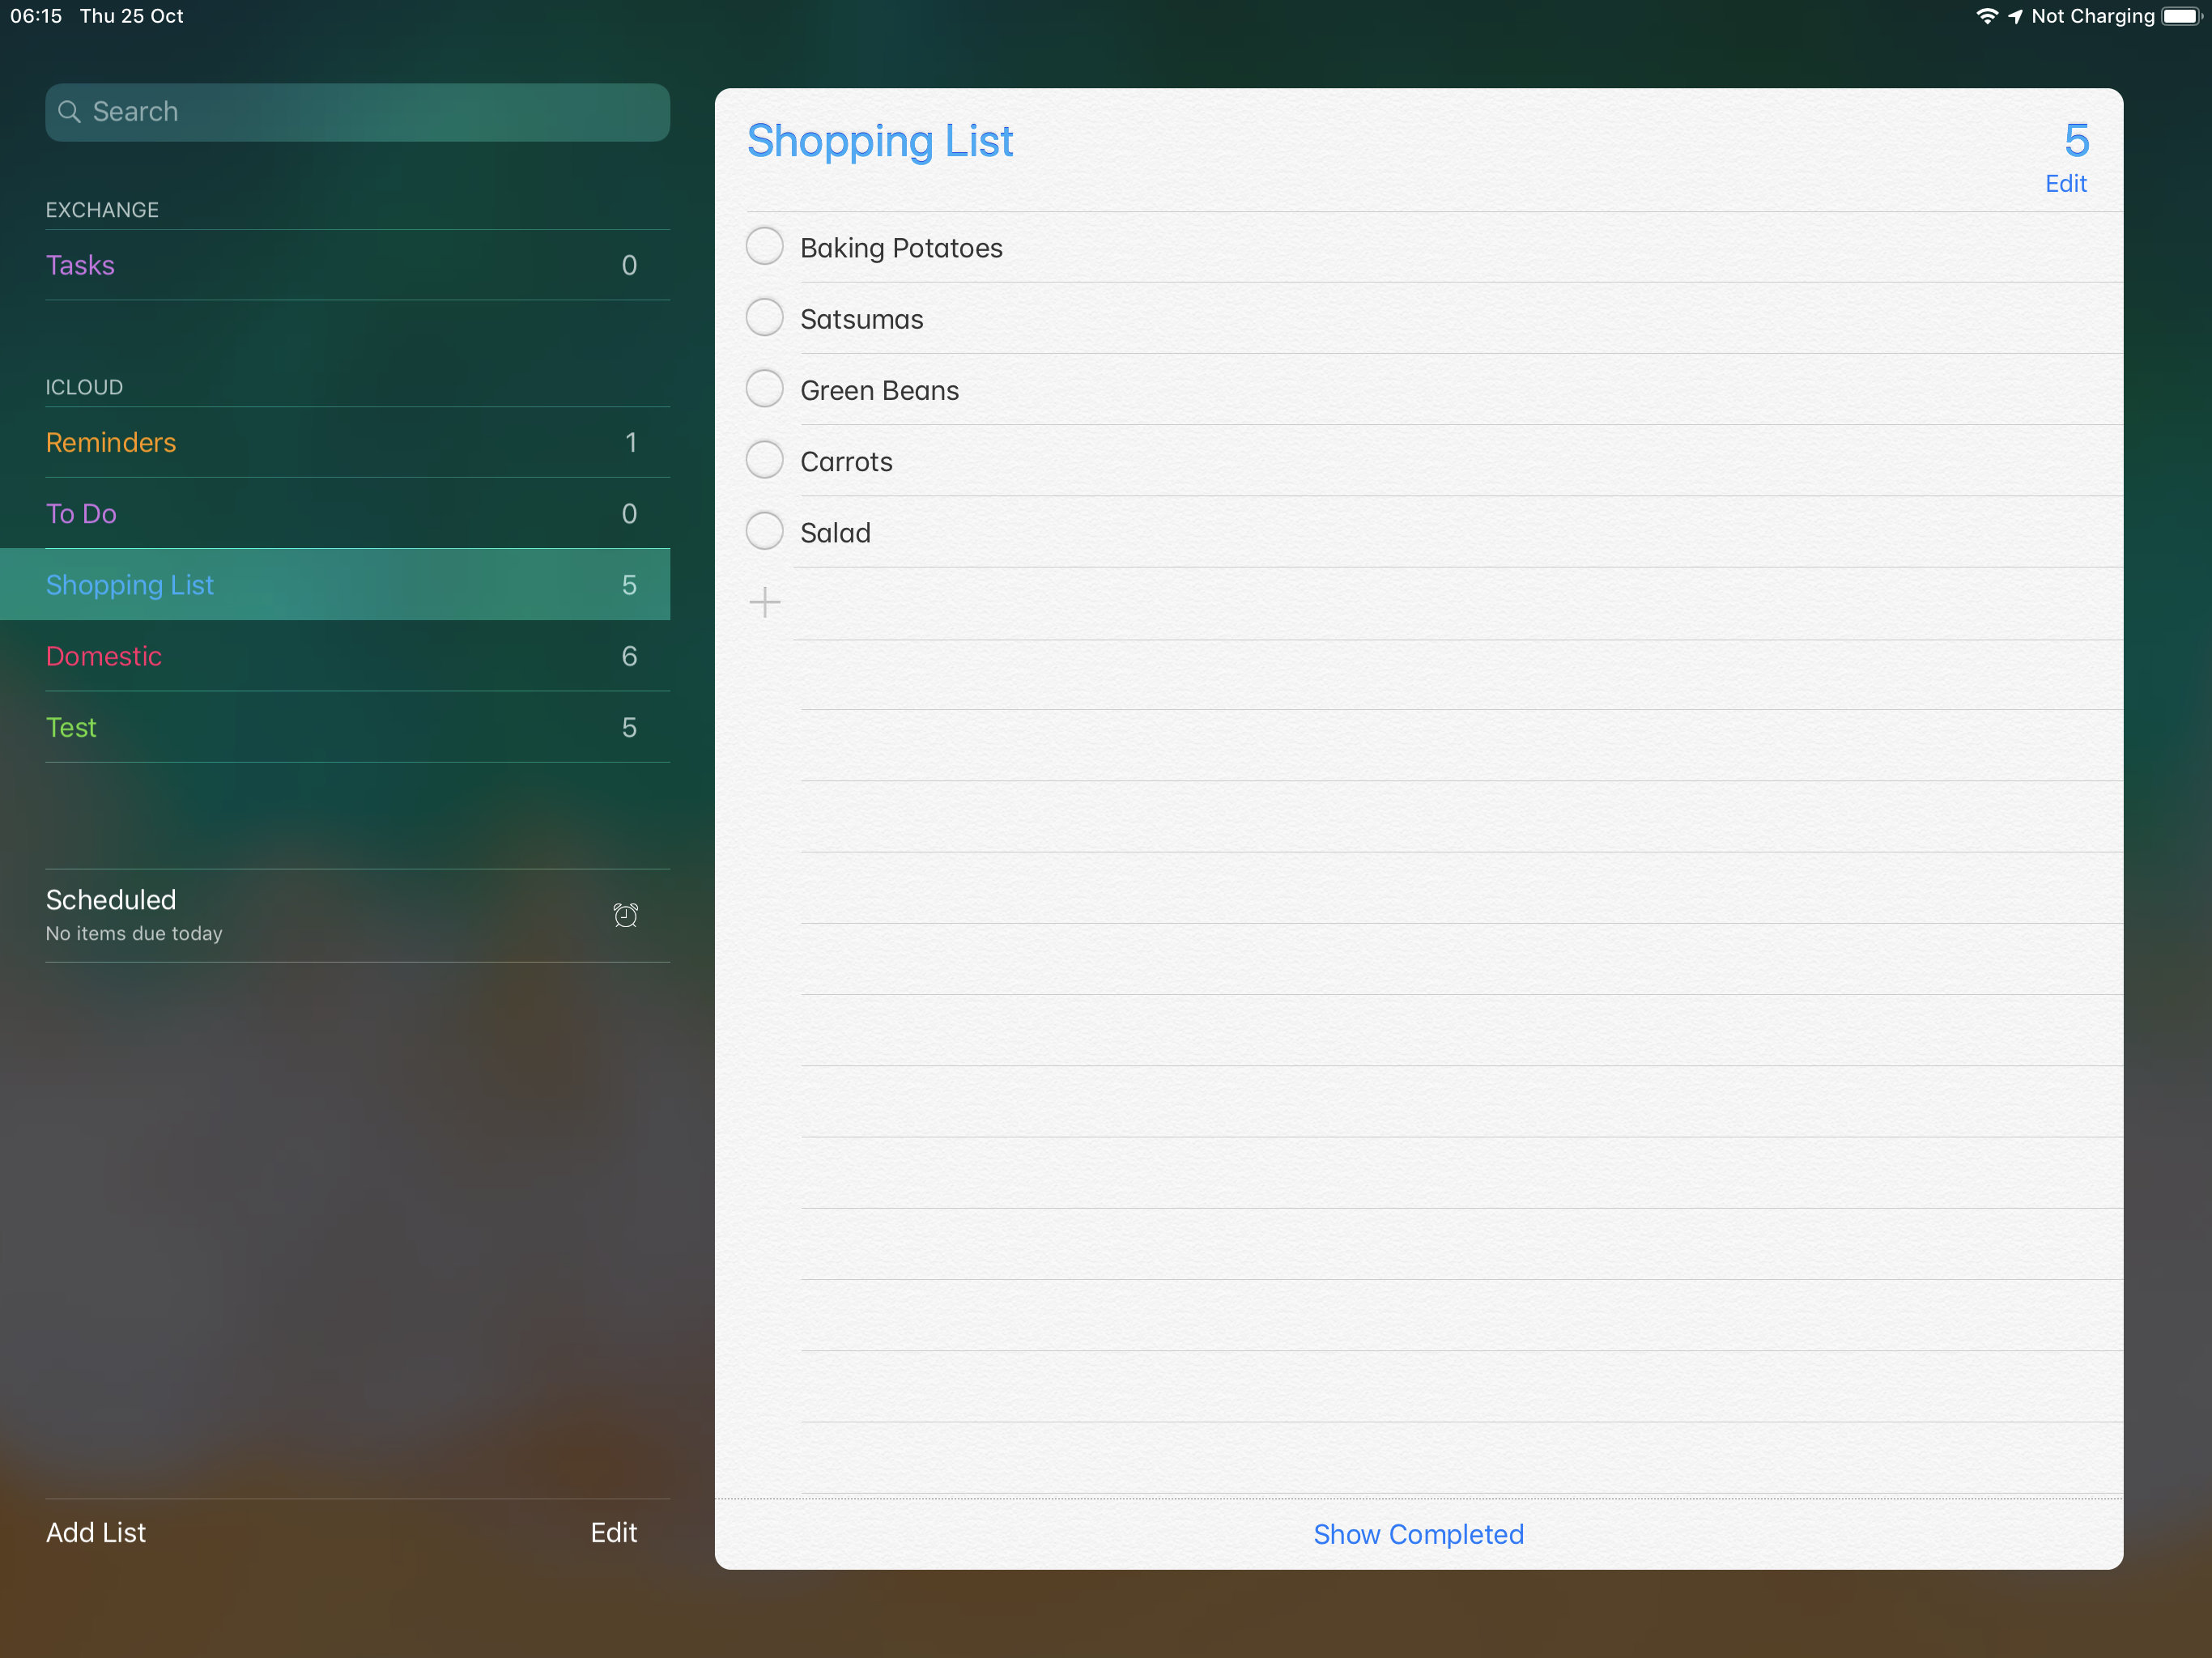 06:15 Thu 25 Oct
Not Charging
Search
EXCHANGE
Tasks 0
ICLOUD
Reminders 1
To Do 0
Shopping List 5
Domestic 6
Test 5
Scheduled
No items due today
Add List Edit
Shopping List 5
Edit
Baking Potatoes
Satsumas
Green Beans
Carrots
Salad
Show Completed